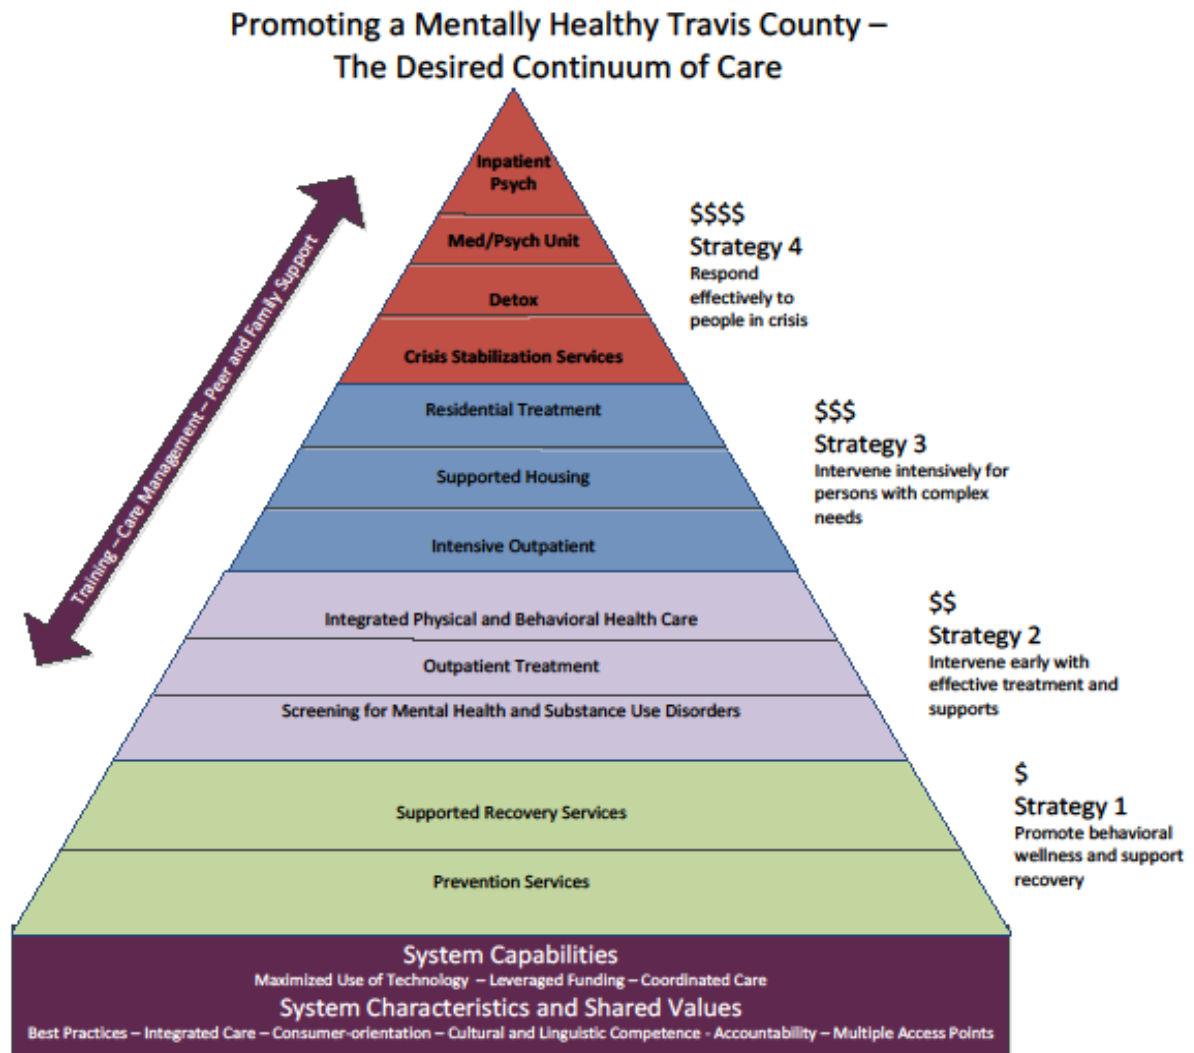 Promoting a Mentally Healthy Travis County –
The Desired Continuum of Care
Inpatient
Psych
Med/Psych Unit
Detox
Crisis Stabilization Services
Residential Treatment
Supported Housing
Intensive Outpatient
Integrated Physical and Behavioral Health Care
Outpatient Treatment
Screening for Mental Health and Substance Use Disorders
Supported Recovery Services
Prevention Services
Training – Care Management – Peer and Family Support
$$$$
Strategy 4
Respond
effectively to
people in crisis
$$$
Strategy 3
Intervene intensively for
persons with complex
needs
$$
Strategy 2
Intervene early with
effective treatment and
supports
$
Strategy 1
Promote behavioral
wellness and support
recovery
System Capabilities
Maximized Use of Technology – Leveraged Funding – Coordinated Care
System Characteristics and Shared Values
Best Practices – Integrated Care – Consumer-orientation – Cultural and Linguistic Competence - Accountability – Multiple Access Points